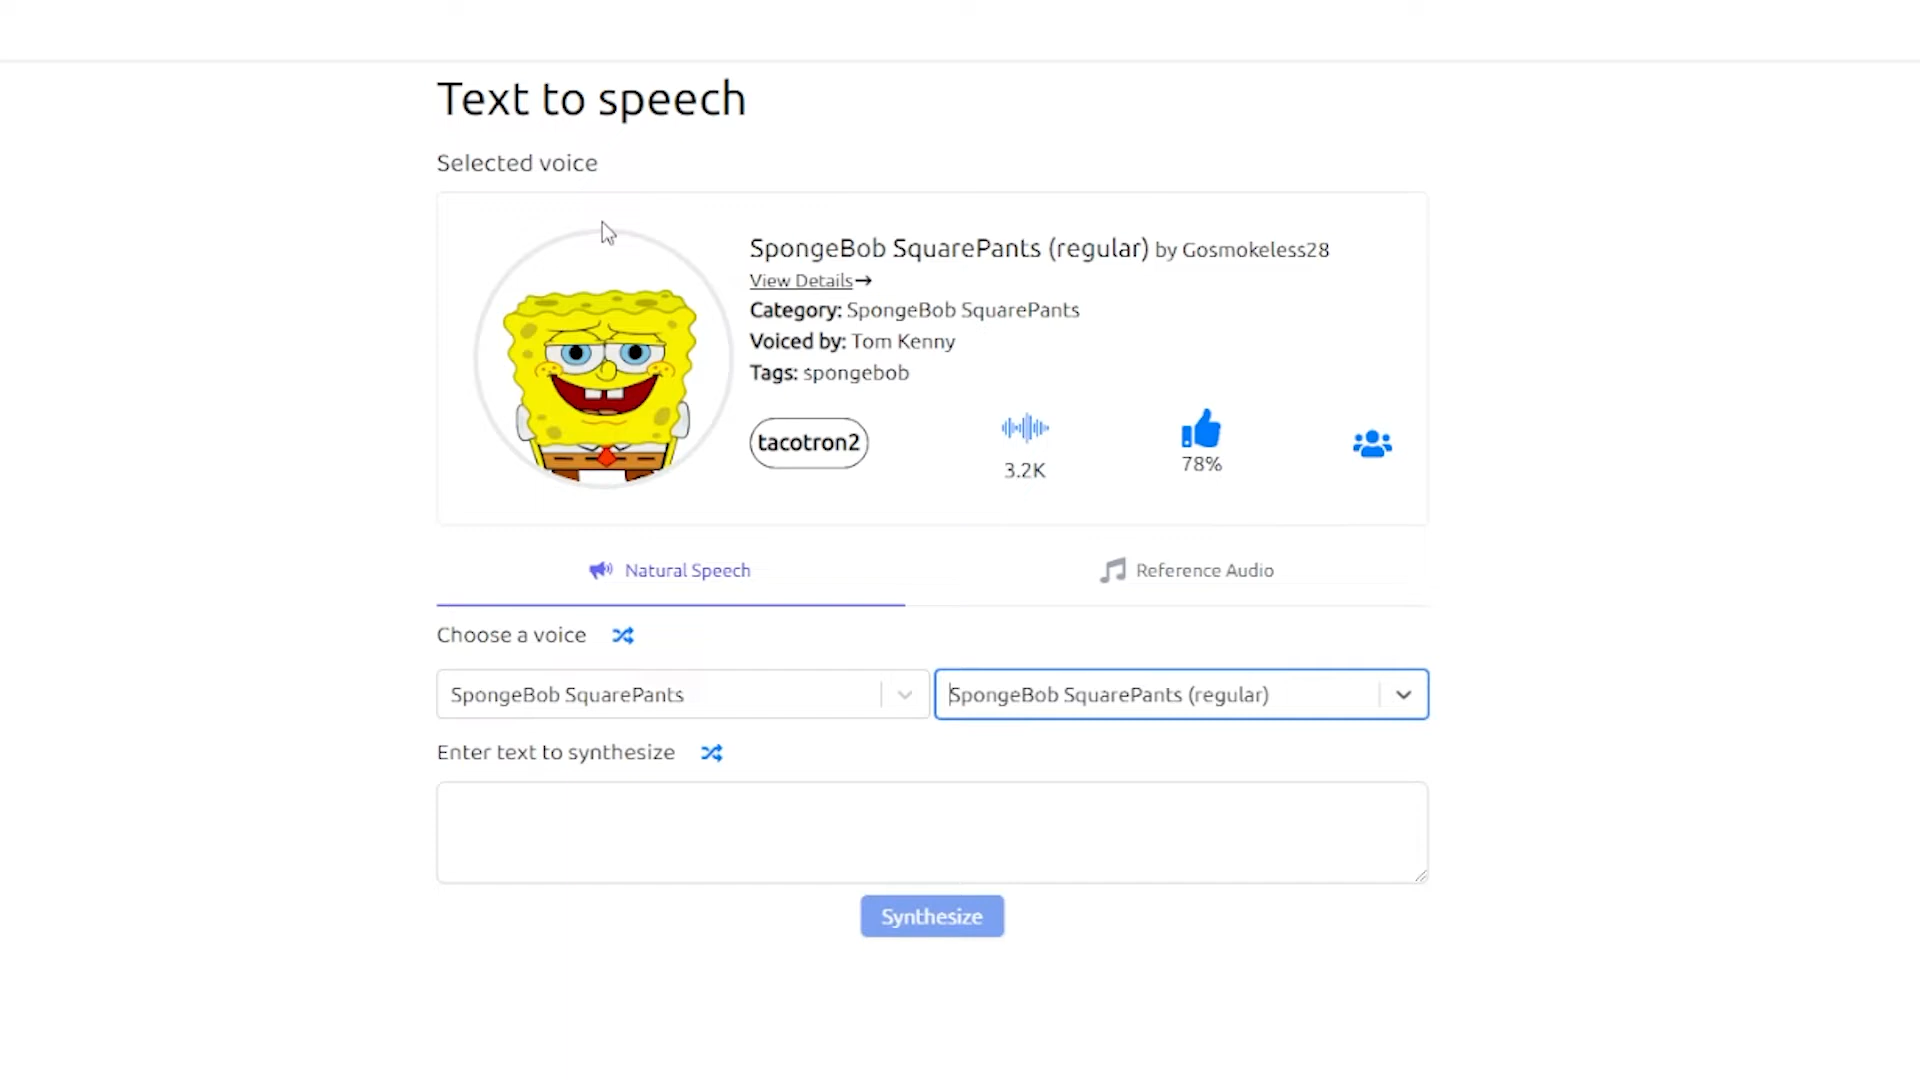 Text to speech
Selected voice
SpongeBob SquarePants (regular) by Gosmokeless28
View Details→
Category: SpongeBob SquarePants
Voiced by: Tom Kenny
Tags: spongebob
tacotron2
3.2K
78%
Natural Speech
Reference Audio
Choose a voice
SpongeBob SquarePants
SpongeBob SquarePants (regular)
Enter text to synthesize
Synthesize